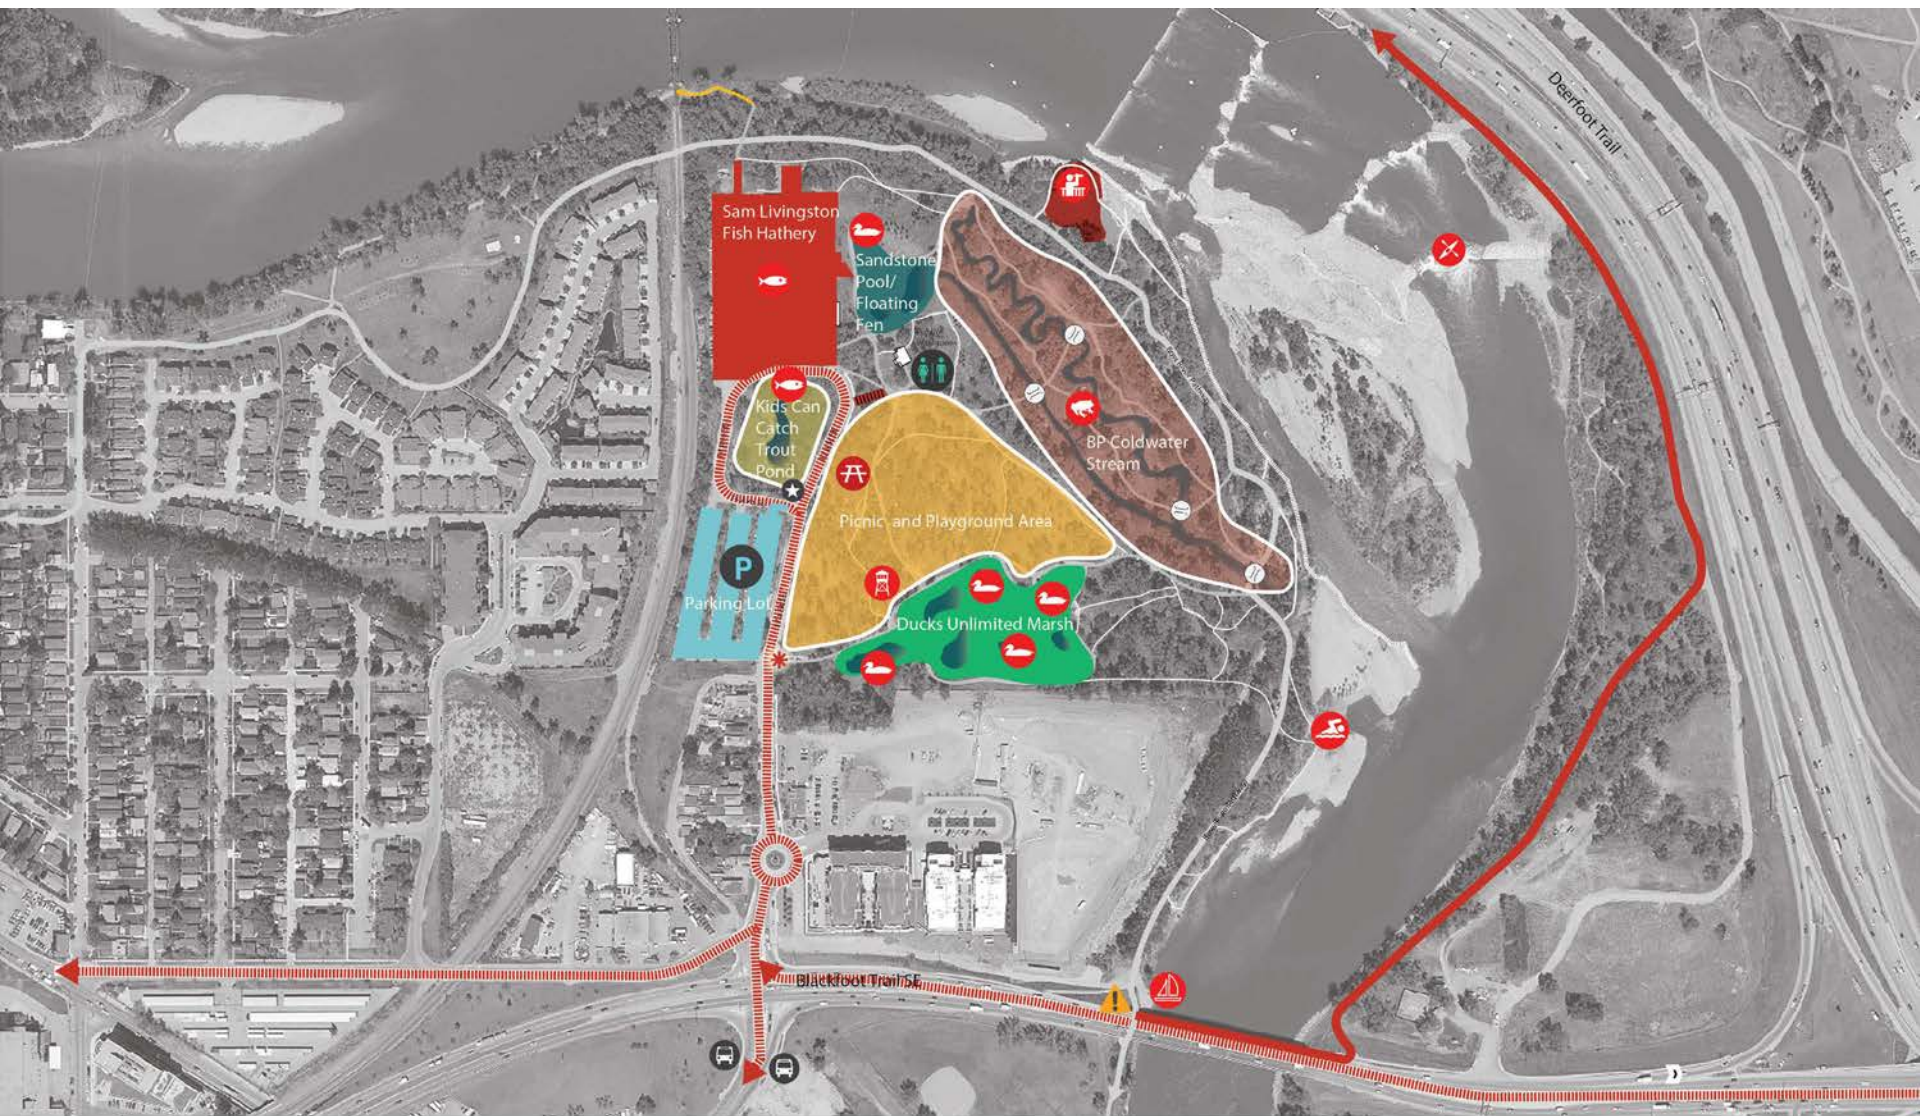 Deerfoot Trail
Sam Livingston
Fish Hathery
Sandstone
Pool/
Floating
Fen
Kids Can
Catch
Trout
Pond
BP Coldwater
Stream
Picnic and Playground Area
P
Parking Lot
Ducks Unlimited Marsh
Blackfoot Trail SE